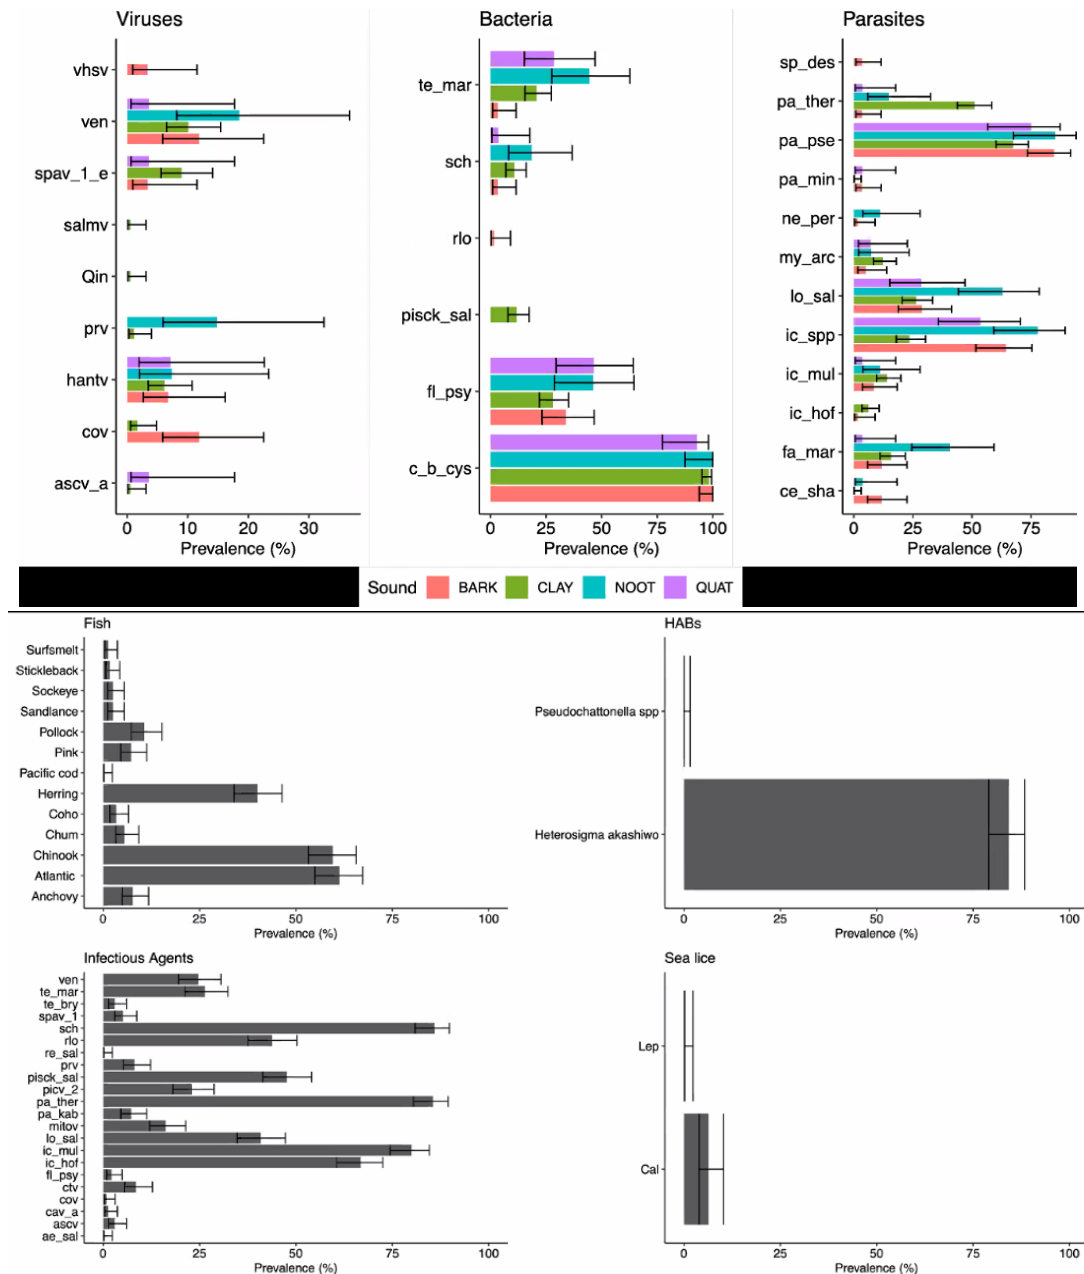 Viruses
vhsv
ven
spav_1_e
salmv
Qin
prv
hantv
cov
ascv_a
0 10 20 30
Prevalence (%)
Bacteria
te_mar
sch
rlo
pisck_sal
fl_psy
c_b_cys
0 25 50 75 100
Prevalence (%)
Parasites
sp_des
pa_ther
pa_pse
pa_min
ne_per
my_arc
lo_sal
ic_spp
ic_mul
ic_hof
fa_mar
ce_sha
0 25 50 75
Prevalence (%)
Sound BARK CLAY NOOT QUAT
Fish
Surfsmelt
Stickleback
Sockeye
Sandlance
Pollock
Pink
Pacific cod
Herring
Coho
Chum
Chinook
Atlantic
Anchovy
0 25 50 75 100
Prevalence (%)
HABs
Pseudochattonella spp
Heterosigma akashiwo
0 25 50 75 100
Prevalence (%)
Infectious Agents
ven
te_mar
te_bry
spav_1
sch
rlo
re_sal
prv
pisck_sal
picv_2
pa_ther
pa_kab
mitov
lo_sal
ic_mul
ic_hof
fl_psy
ctv
cov
cav_a
ascv
ae_sal
0 25 50 75 100
Prevalence (%)
Sea lice
Lep
Cal
0 25 50 75 100
Prevalence (%)